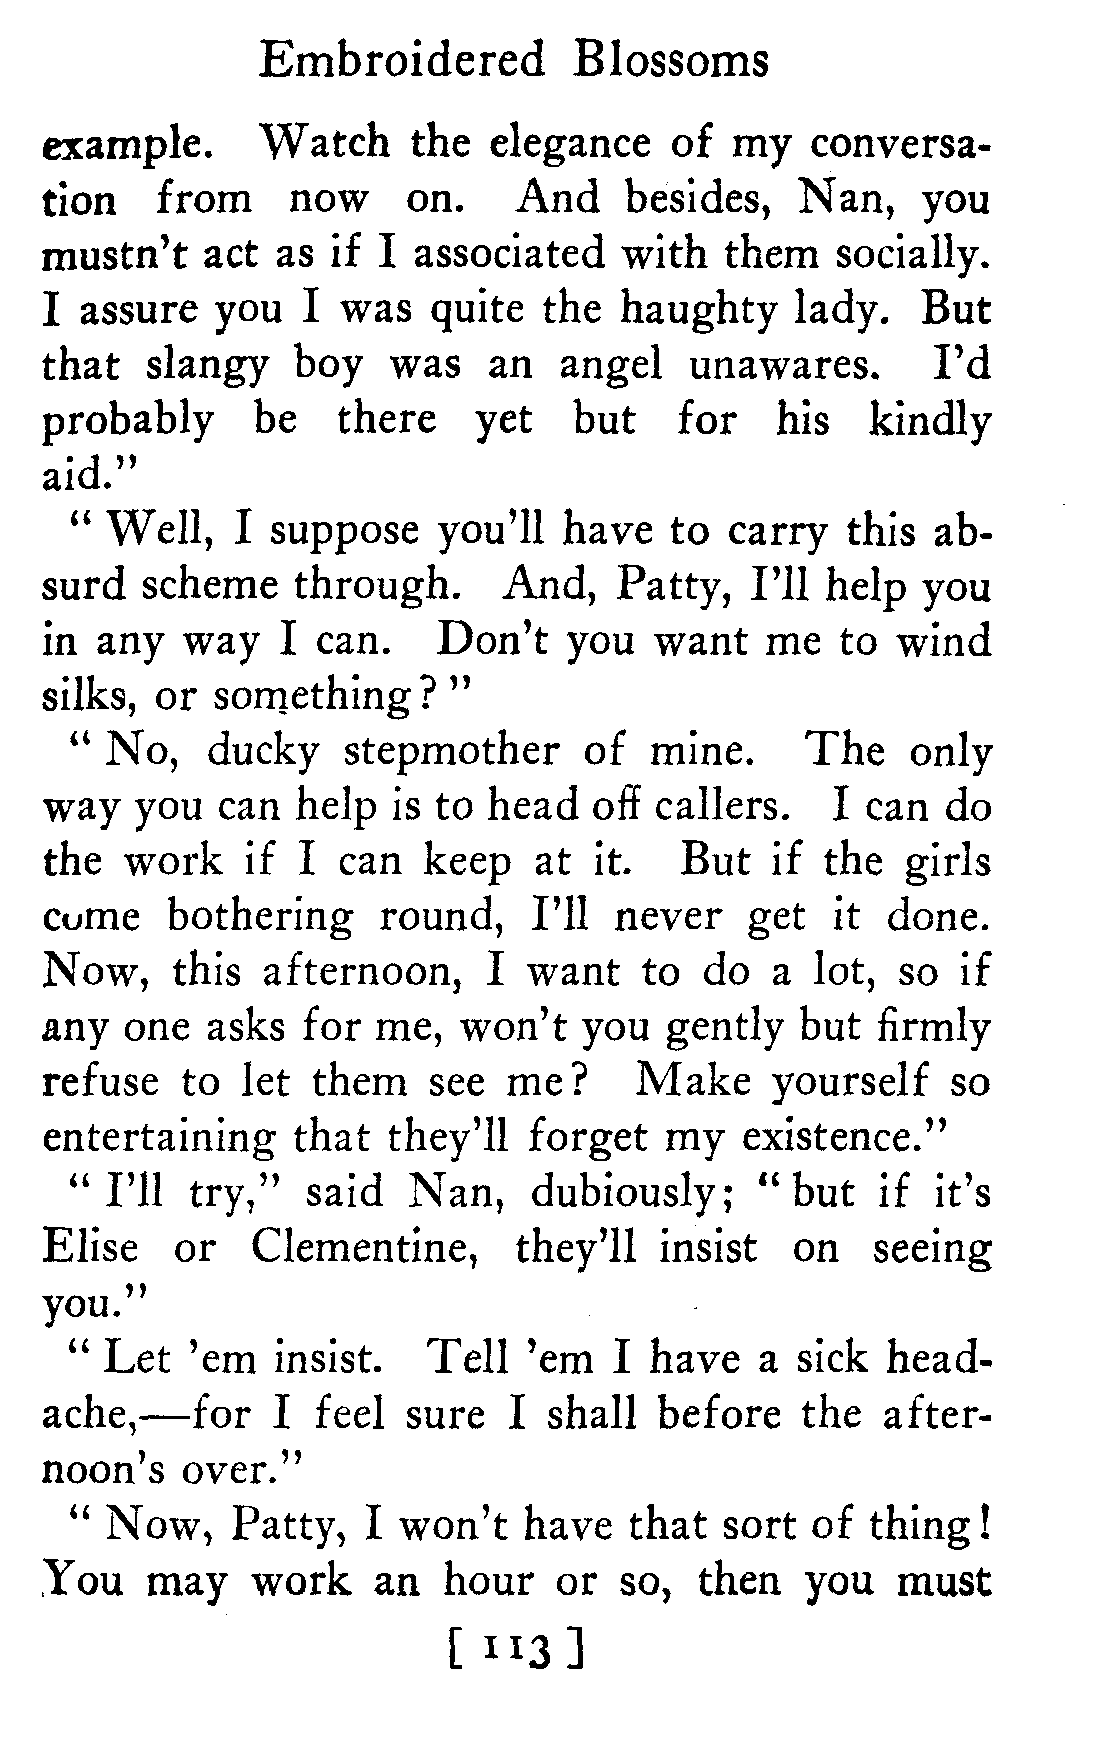 Embroidered Blossoms
example. Watch the elegance of my conversa-
tion from now on. And besides, Nan, you
mustn't act as if I associated with them socially.
I assure you I was quite the haughty lady. But
that slangy boy was an angel unawares. I'd
probably be there yet but for his kindly
aid."
" Well, I suppose you'll have to carry this ab-
surd scheme through. And, Patty, I'll help you
in any way I can. Don't you want me to wind
silks, or something? "
" No, ducky stepmother of mine. The only
way you can help is to head off callers. I can do
the work if I can keep at it. But if the girls
come bothering round, I'll never get it done.
Now, this afternoon, I want to do a lot, so if
any one asks for me, won't you gently but firmly
refuse to let them see me? Make yourself so
entertaining that they'll forget my existence."
" I'll try," said Nan, dubiously; " but if it's
Elise or Clementine, they'll insist on seeing
you."
" Let 'em insist. Tell 'em I have a sick head-
ache,—for I feel sure I shall before the after-
noon's over."
" Now, Patty, I won't have that sort of thing!
You may work an hour or so, then you must
[ 113 ]